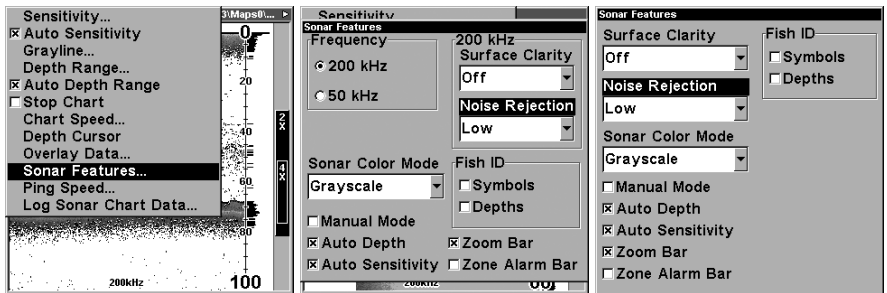 Sensitivity...
Auto Sensitivity
Grayline...
Depth Range...
Auto Depth Range
Stop Chart
Chart Speed...
Depth Cursor
Overlay Data...
Sonar Features...
Ping Speed...
Log Sonar Chart Data...
3\Maps0\...
0
20
40
60
80
100
2x
4x
200kHz
Sensitivity
Sonar Features
Frequency
200 kHz
50 kHz
200 kHz
Surface Clarity
Off
Noise Rejection
Low
Sonar Color Mode
Grayscale
Fish ID
Symbols
Depths
Manual Mode
Auto Depth
Auto Sensitivity
Zoom Bar
Zone Alarm Bar
Sonar Features
Surface Clarity
Off
Noise Rejection
Low
Sonar Color Mode
Grayscale
Manual Mode
Auto Depth
Auto Sensitivity
Zoom Bar
Zone Alarm Bar
Fish ID
Symbols
Depths